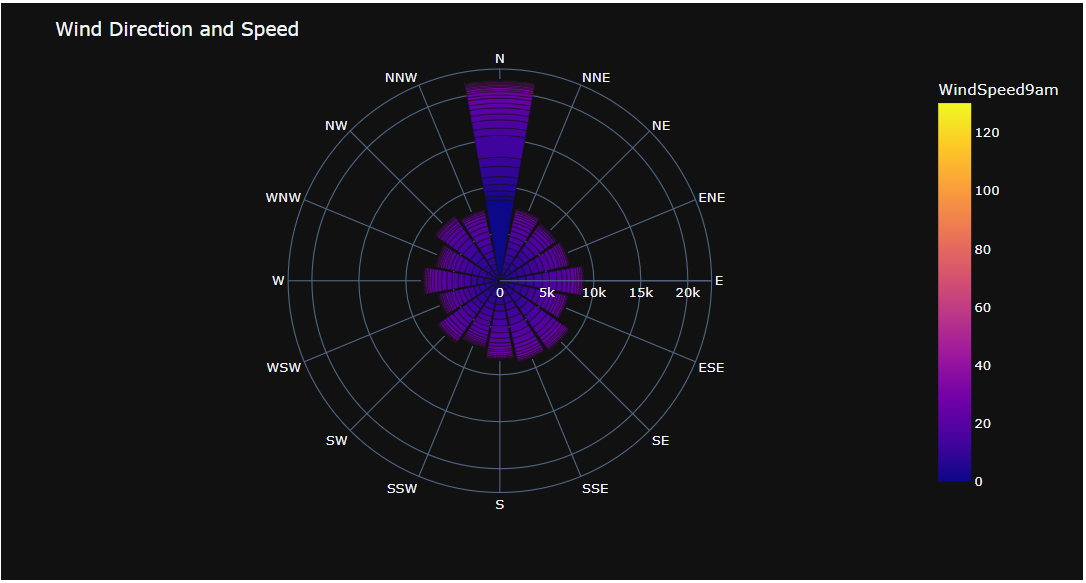 Wind Direction and Speed
N
NNW
NNE
NW
NE
WNW
ENE
W
E
0 5k 10k 15k 20k
WSW
ESE
SW
SE
SSW
SSE
S
WindSpeed9am
120
100
80
60
40
20
0